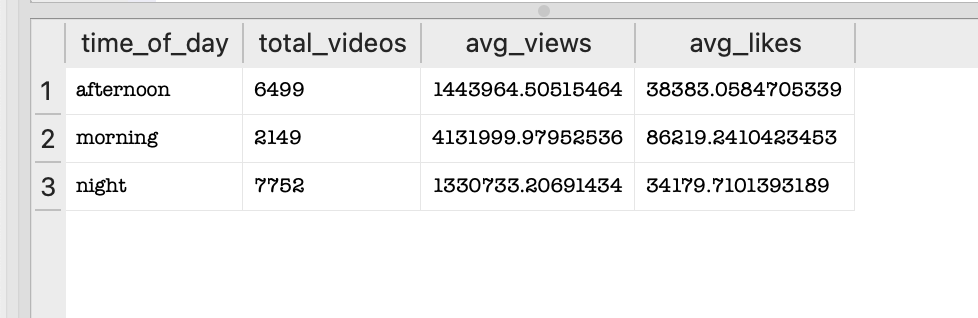 time_of_day total_videos avg_views avg_likes
1 afternoon 6499 1443964.50515464 38383.0584705339
2 morning 2149 4131999.97952536 86219.2410423453
3 night 7752 1330733.20691434 34179.7101393189